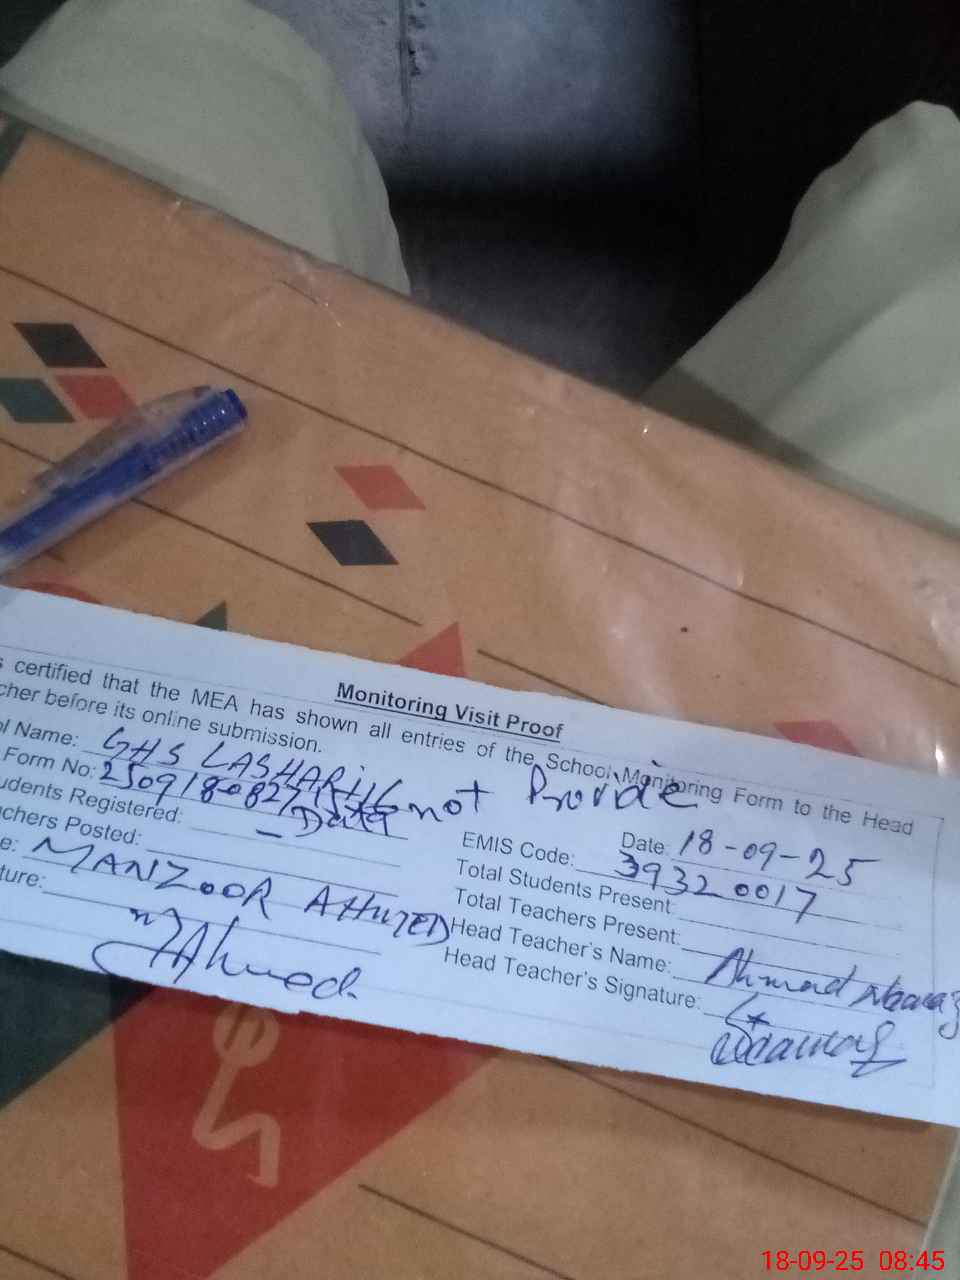 Monitoring Visit Proof
s certified that the MEA has shown all entries of the School Monitoring Form to the Head
cher before its online submission.
ol Name: GHS LASHARI
Date: 18-09-25
Form No: 250918-082
Data not Provide
EMIS Code: 39320017
udents Registered: -
Total Students Present:
achers Posted:
Total Teachers Present:
e: MANZOOR AHMED
Head Teacher's Name: Ahmad Nawaz
ture: Ahmed
Head Teacher's Signature:
18-09-25 08:45